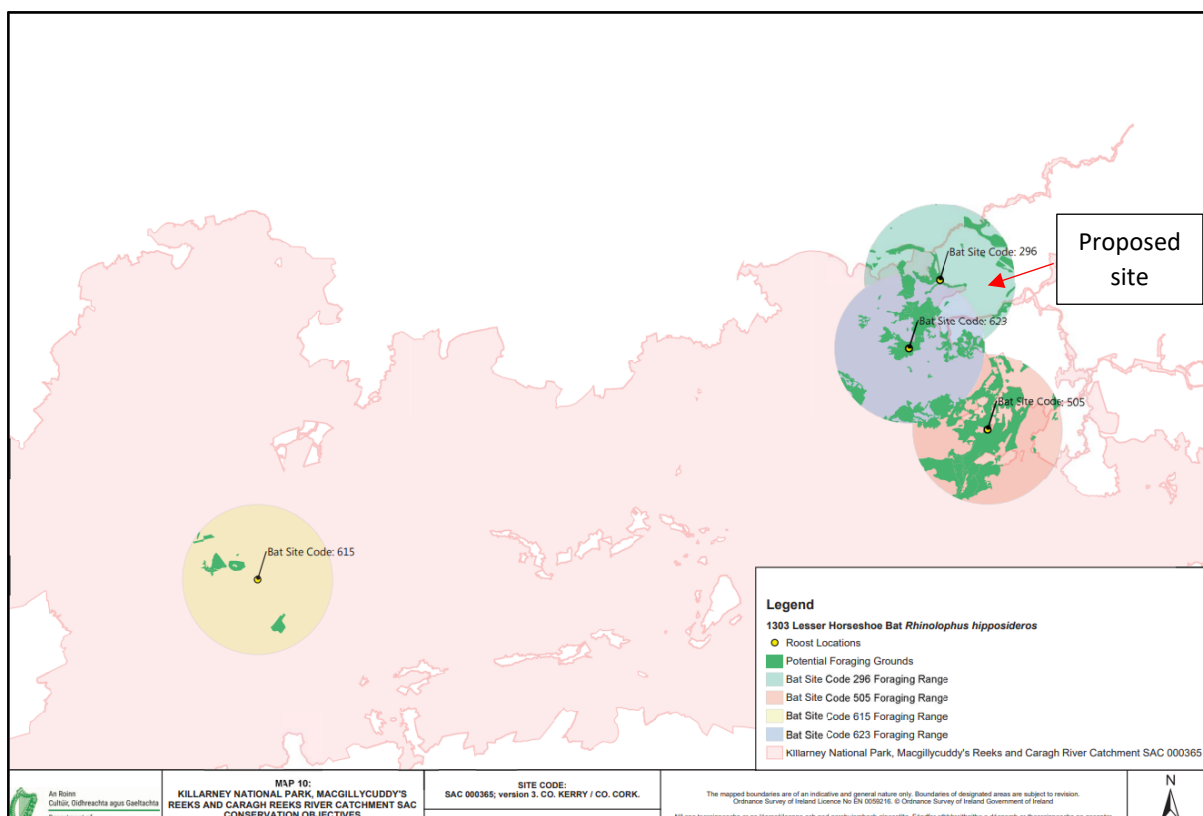 Bat Site Code: 296
Proposed
site
Bat Site Code: 623
Bat Site Code: 505
Bat Site Code: 615
Legend
1303 Lesser Horseshoe Bat Rhinolophus hipposideros
Roost Locations
Potential Foraging Grounds
Bat Site Code 296 Foraging Range
Bat Site Code 505 Foraging Range
Bat Site Code 615 Foraging Range
Bat Site Code 623 Foraging Range
Killarney National Park, Macgillycuddy's Reeks and Caragh River Catchment SAC 000365
An Roinn
Cultúir, Oidhreachta agus Gaeltachta
MAP 10:
KILLARNEY NATIONAL PARK, MACGILLYCUDDY'S
REEKS AND CARAGH REEKS RIVER CATCHMENT SAC
CONSERVATION OBJECTIVES
SITE CODE:
SAC 000365; version 3. CO. KERRY / CO. CORK.
The mapped boundaries are of an indicative and general nature only. Boundaries of designated areas are subject to revision.
Ordnance Survey of Ireland Licence No EN 0059216. © Ordnance Survey of Ireland Government of Ireland
N